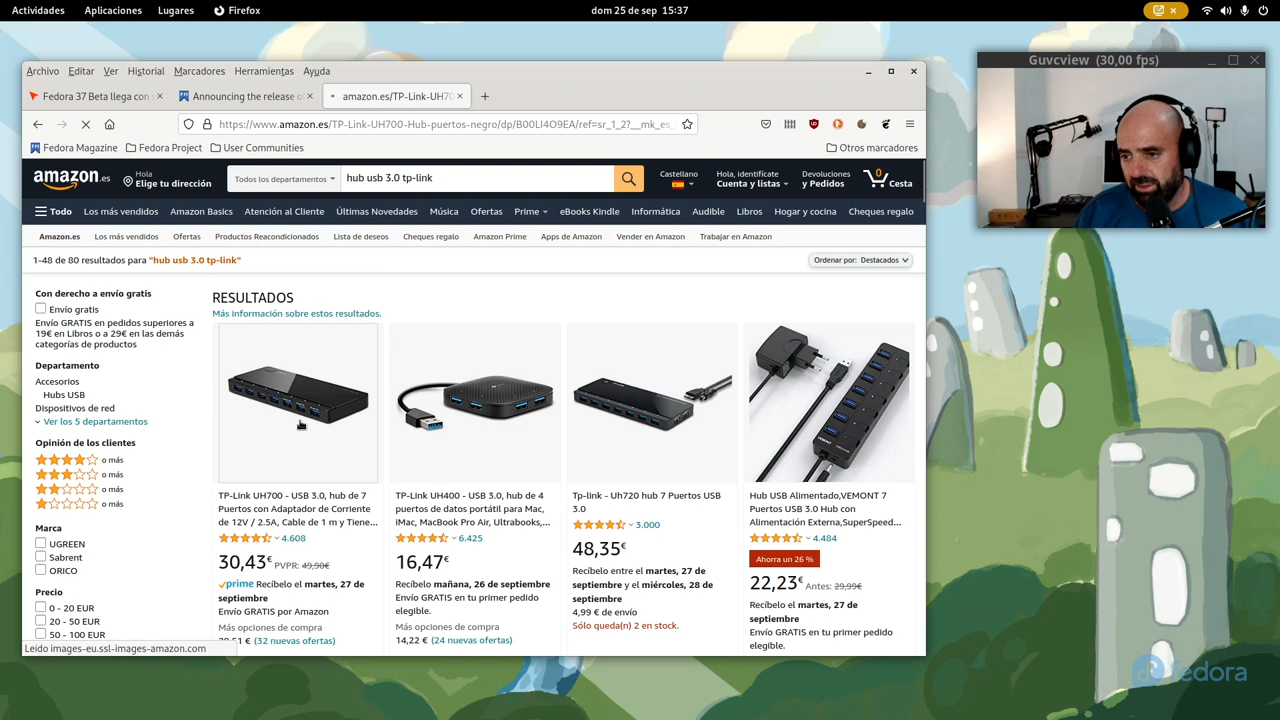 Actividades Aplicaciones Lugares Firefox dom 25 de sep 15:37
Guvcview (30,00 fps)
Archivo Editar Ver Historial Marcadores Herramientas Ayuda
Fedora 37 Beta llega con Announcing the release o amazon.es/TP-Link-UH70
https://www.amazon.es/TP-Link-UH700-Hub-puertos-negro/dp/B00LI4O9EA/ref=sr_1_2?__mk_es_
Fedora Magazine Fedora Project User Communities Otros marcadores
amazon.es
Hola
Elige tu dirección
Todos los departamentos hub usb 3.0 tp-link
Castellano
Hola, identifícate
Cuenta y listas
Devoluciones
y Pedidos
0
Cesta
Todo Los más vendidos Amazon Basics Atención al Cliente Últimas Novedades Música Ofertas Prime eBooks Kindle Informática Audible Libros Hogar y cocina Cheques regalo
Amazon.es Los más vendidos Ofertas Productos Reacondicionados Lista de deseos Cheques regalo Amazon Prime Apps de Amazon Vender en Amazon Trabajar en Amazon
1-48 de 80 resultados para "hub usb 3.0 tp-link" Ordenar por: Destacados
Con derecho a envío gratis
Envío gratis
Envío GRATIS en pedidos superiores a
19€ en Libros o a 29€ en las demás
categorías de productos
Departamento
Accesorios
Hubs USB
Dispositivos de red
Ver los 5 departamentos
Opinión de los clientes
o más
o más
o más
o más
Marca
UGREEN
Sabrent
ORICO
Precio
0 - 20 EUR
20 - 50 EUR
50 - 100 EUR
Leído images-eu.ssl-images-amazon.com
RESULTADOS
Más información sobre estos resultados.
TP-Link UH700 - USB 3.0, hub de 7
Puertos con Adaptador de Corriente
de 12V / 2.5A, Cable de 1 m y Tiene...
4.608
30,43€ PVPR: 49,90€
prime Recíbelo el martes, 27 de
septiembre
Envío GRATIS por Amazon
Más opciones de compra
(32 nuevas ofertas)
TP-Link UH400 - USB 3.0, hub de 4
puertos de datos portátil para Mac,
iMac, MacBook Pro Air, Ultrabooks,...
6.425
16,47€
Recíbelo mañana, 26 de septiembre
Envío GRATIS en tu primer pedido
elegible.
Más opciones de compra
14,22 € (24 nuevas ofertas)
Tp-link - Uh720 hub 7 Puertos USB
3.0
3.000
48,35€
Recíbelo entre el martes, 27 de
septiembre y el miércoles, 28 de
septiembre
4,99 € de envío
Sólo queda(n) 2 en stock.
Hub USB Alimentado,VEMONT 7
Puertos USB 3.0 Hub con
Alimentación Externa,SuperSpeed...
4.484
Ahorra un 26 %
22,23€ Antes: 29,99€
Recíbelo el martes, 27 de
septiembre
Envío GRATIS en tu primer pedido
elegible.
fedora